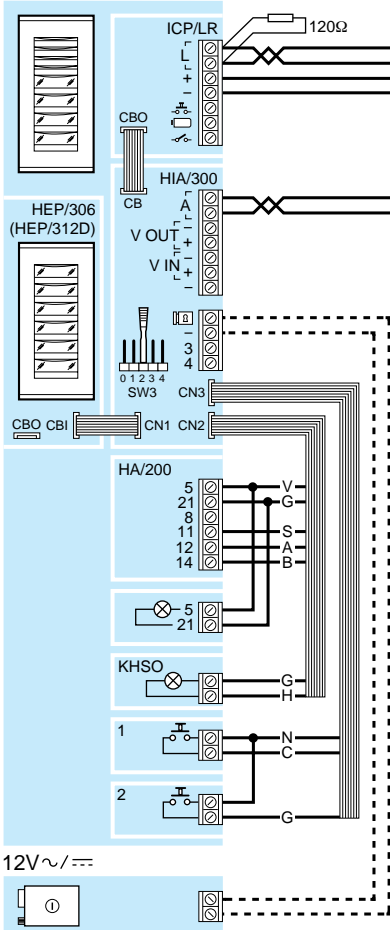 ICP/LR
120Ω
L
+
−
CBO
CB
HIA/300
A
−
V OUT
+
−
V IN
+
−
HEP/306
(HEP/312D)
−
3
4
0 1 2 3 4
SW3
CN3
CBO CBI
CN1 CN2
HA/200
5 V
21 G
8
11 S
12 A
14 B
5
21
KHSO
G
H
1
N
C
2
G
12V∼/⎓